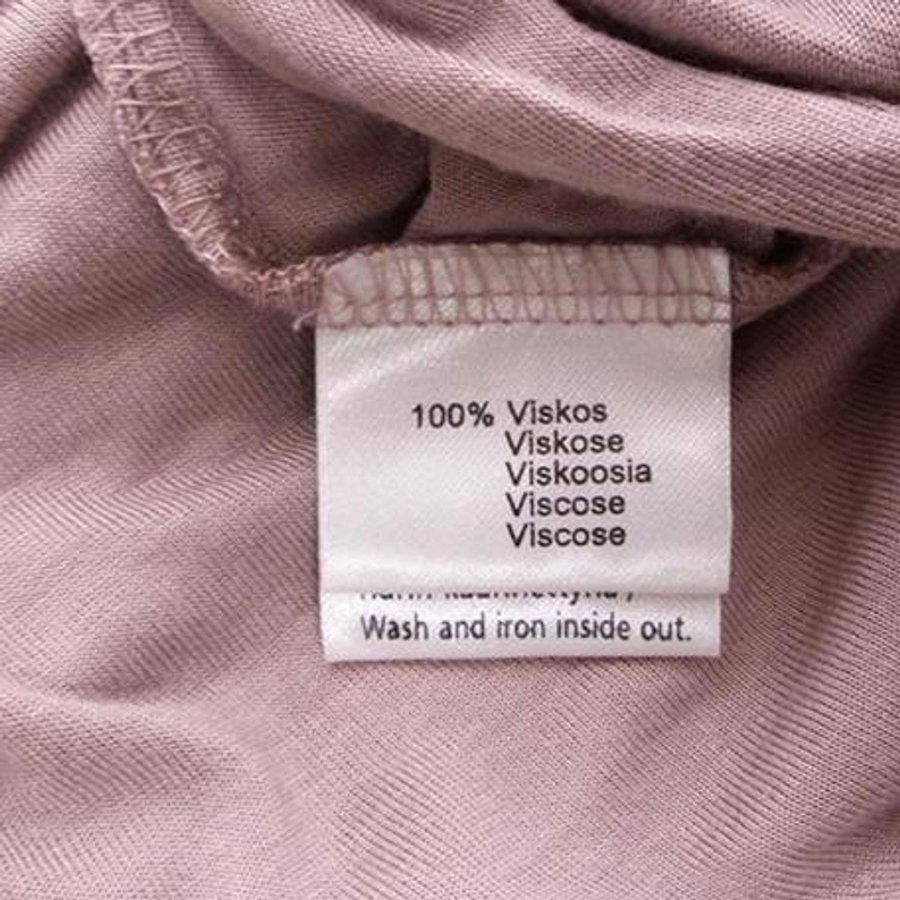 100% Viskos
Viskose
Viskoosia
Viscose
Viscose
Wash and iron inside out.